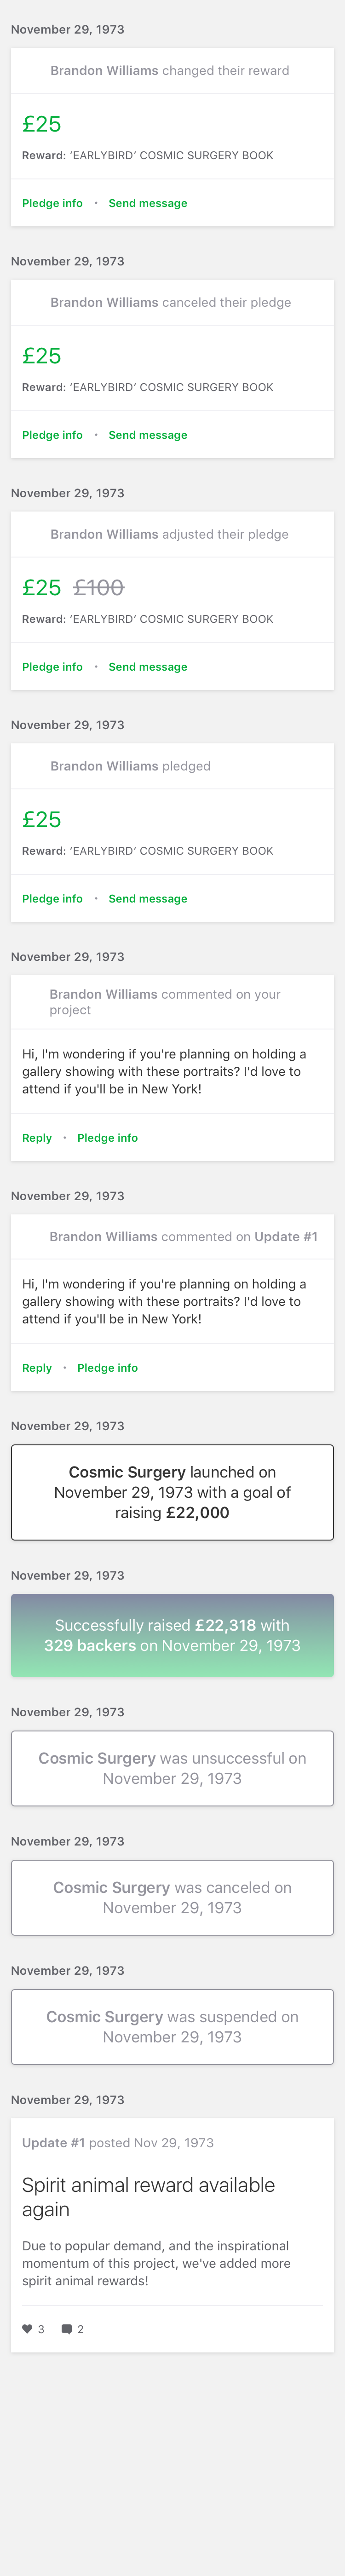 November 29, 1973
Brandon Williams changed their reward
£25
Reward: ‘EARLYBIRD’ COSMIC SURGERY BOOK
Pledge info • Send message
November 29, 1973
Brandon Williams canceled their pledge
£25
Reward: ‘EARLYBIRD’ COSMIC SURGERY BOOK
Pledge info • Send message
November 29, 1973
Brandon Williams adjusted their pledge
£25 £100
Reward: ‘EARLYBIRD’ COSMIC SURGERY BOOK
Pledge info • Send message
November 29, 1973
Brandon Williams pledged
£25
Reward: ‘EARLYBIRD’ COSMIC SURGERY BOOK
Pledge info • Send message
November 29, 1973
Brandon Williams commented on your
project
Hi, I'm wondering if you're planning on holding a
gallery showing with these portraits? I'd love to
attend if you'll be in New York!
Reply • Pledge info
November 29, 1973
Brandon Williams commented on Update #1
Hi, I'm wondering if you're planning on holding a
gallery showing with these portraits? I'd love to
attend if you'll be in New York!
Reply • Pledge info
November 29, 1973
Cosmic Surgery launched on
November 29, 1973 with a goal of
raising £22,000
November 29, 1973
Successfully raised £22,318 with
329 backers on November 29, 1973
November 29, 1973
Cosmic Surgery was unsuccessful on
November 29, 1973
November 29, 1973
Cosmic Surgery was canceled on
November 29, 1973
November 29, 1973
Cosmic Surgery was suspended on
November 29, 1973
November 29, 1973
Update #1 posted Nov 29, 1973
Spirit animal reward available
again
Due to popular demand, and the inspirational
momentum of this project, we've added more
spirit animal rewards!
3 2